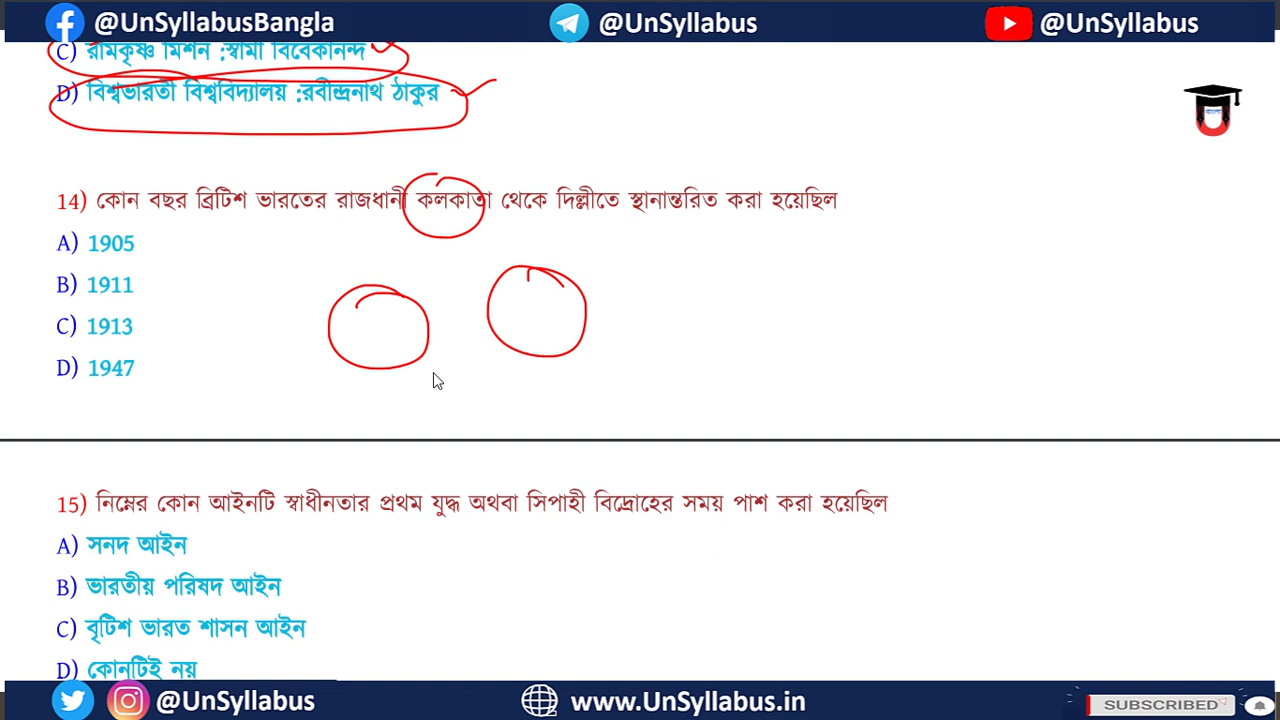 @UnSyllabusBangla @UnSyllabus @UnSyllabus
C) রামকৃষ্ণ মিশন :স্বামী বিবেকানন্দ
D) বিশ্বভারতী বিশ্ববিদ্যালয় :রবীন্দ্রনাথ ঠাকুর
14) কোন বছর ব্রিটিশ ভারতের রাজধানী কলকাতা থেকে দিল্লীতে স্থানান্তরিত করা হয়েছিল
A) 1905
B) 1911
C) 1913
D) 1947
15) নিম্নের কোন আইনটি স্বাধীনতার প্রথম যুদ্ধ অথবা সিপাহী বিদ্রোহের সময় পাশ করা হয়েছিল
A) সনদ আইন
B) ভারতীয় পরিষদ আইন
C) বৃটিশ ভারত শাসন আইন
D) কোনটিই নয়
@UnSyllabus www.UnSyllabus.in SUBSCRIBED